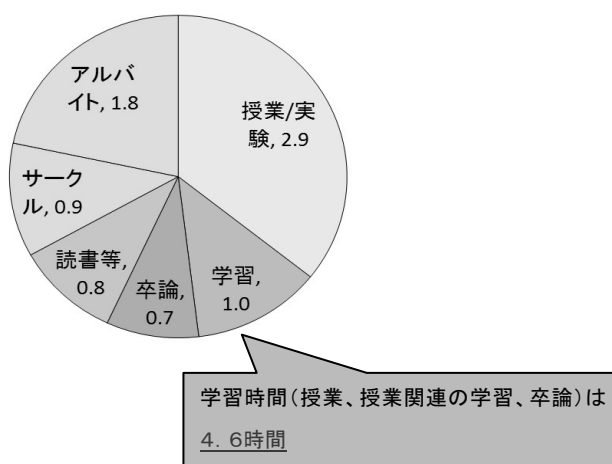 アルバ
イト, 1.8
授業/実
験, 2.9
サーク
ル, 0.9
読書等,
0.8
卒論,
0.7
学習,
1.0
学習時間(授業、授業関連の学習、卒論)は
4.6時間